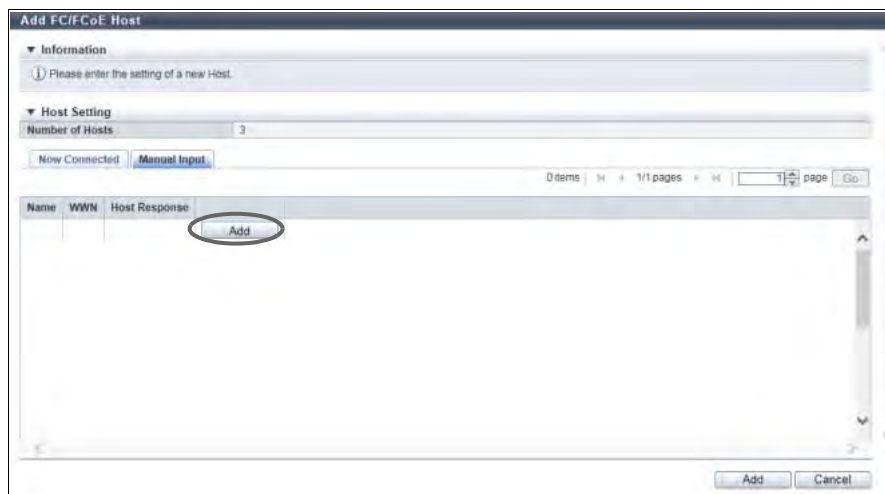 Add FC/FCoE Host
Information
Please enter the setting of a new Host.
Host Setting
Number of Hosts 3
Now Connected Manual Input
0 items 1/1 pages 1 page Go
Name WWN Host Response
Add
Add Cancel